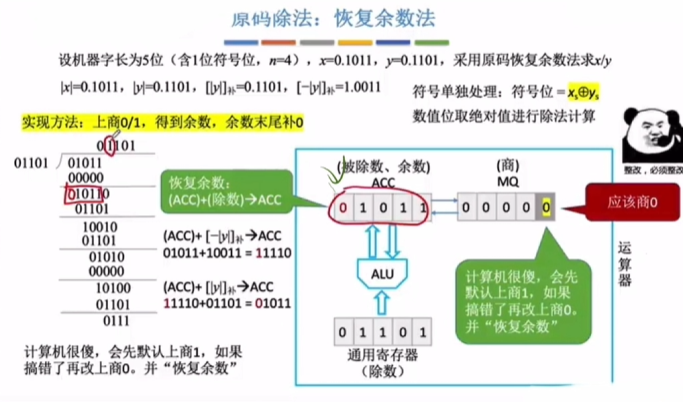 原码除法：恢复余数法
设机器字长为5位（含1位符号位，n=4），x=0.1011，y=0.1101，采用原码恢复余数法求x/y
|x|=0.1011，|y|=0.1101，[|y|]补=0.1101，[−|y|]补=1.0011
符号单独处理：符号位 = xs⊕ys
数值位取绝对值进行除法计算
实现方法：上商0/1，得到余数，余数末尾补0
01101
01101
01011
00000
010110
01101
10010
01101
01010
00000
10100
01101
0111
恢复余数：
(ACC)+(除数)→ACC
(ACC)+ [−|y|]补→ACC
01011+10011 = 11110
(ACC)+ [|y|]补→ACC
11110+01101 = 01011
计算机很傻，会先默认上商1，如果
搞错了再改上商0。并“恢复余数”
(被除数、余数)
ACC
0 1 0 1 1
(商)
MQ
0 0 0 0 0
ALU
0 1 1 0 1
通用寄存器
（除数）
运算器
应该商0
计算机很傻，会先
默认上商1，如果
搞错了再改上商0。
并“恢复余数”
整改，必须整改